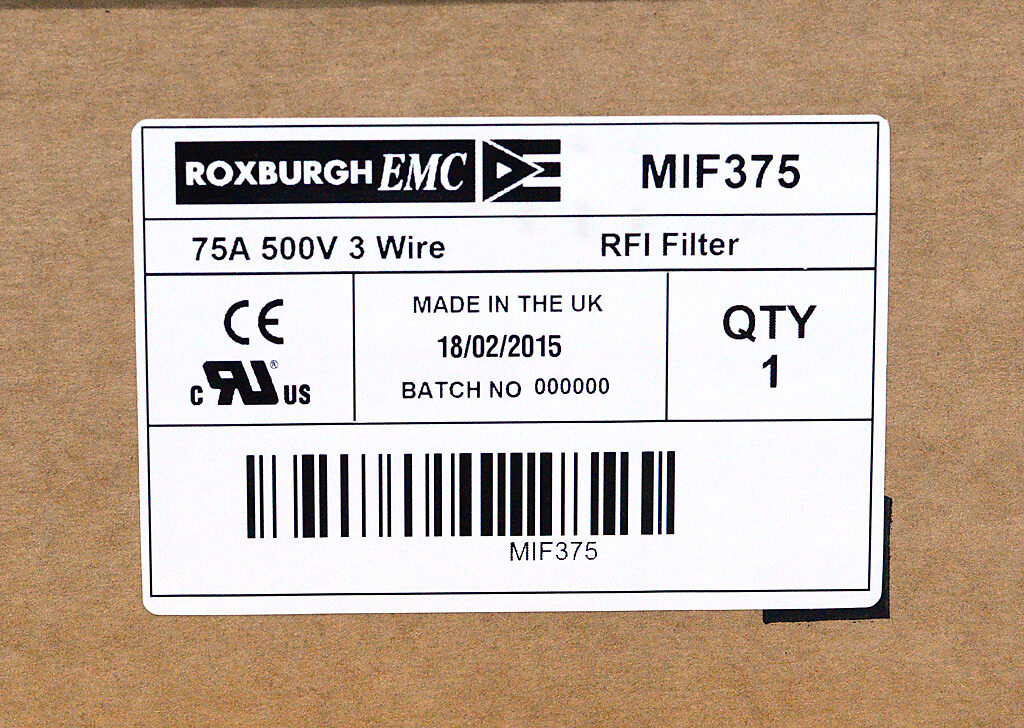 ROXBURGH EMC MIF375
75A 500V 3 Wire RFI Filter
CE
MADE IN THE UK
18/02/2015
BATCH NO 000000
c RU ® US
QTY
1
MIF375